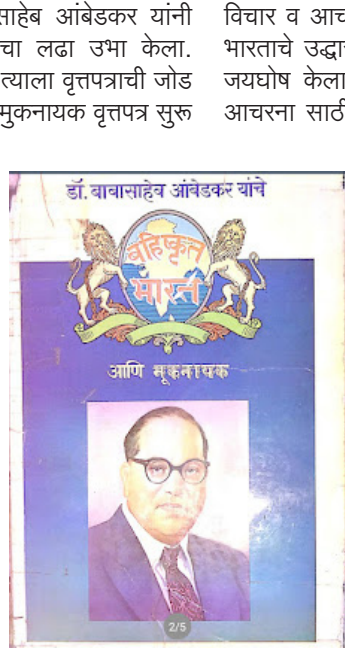 साहेब आंबेडकर यांनी
चा लढा उभा केला.
त्याला वृत्तपत्राची जोड
मुकनायक वृत्तपत्र सुरू
विचार व आच
भारताचे उद्धा
जयघोष केला
आचरना साठी
डॉ. बाबासाहेब आंबेडकर यांचे
बहिष्कृत
भारत
आणि मूकनायक
2/5